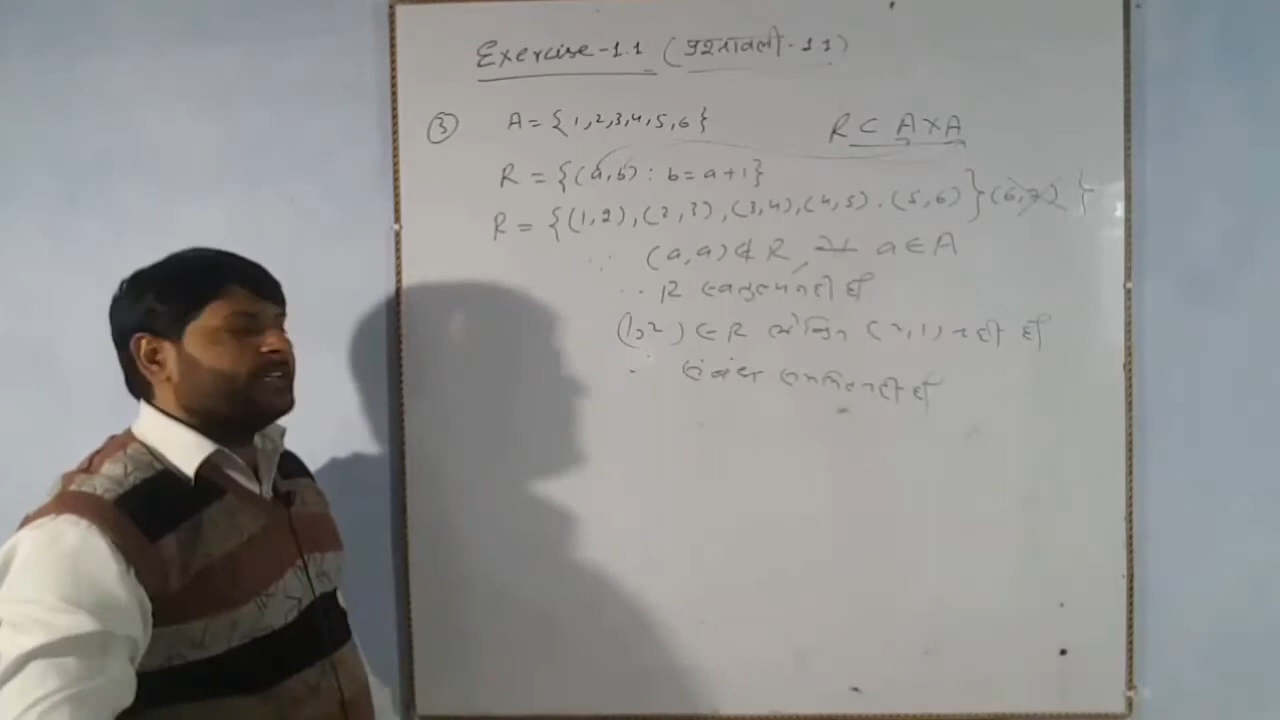 Exercise-1.1 (प्रश्नावली-1.1)
③ A = {1,2,3,4,5,6} R ⊂ A×A
R = {(a,b) : b = a+1}
R = {(1,2),(2,3),(3,4),(4,5).(5,6)} (6,7) }
∵ (a,a) ∉ R, a ∈ A
∴ R स्वतुल्य नही है
(1,2) ∈ R लेकिन (2,1) नही है
∴ संबंध सममित नही है